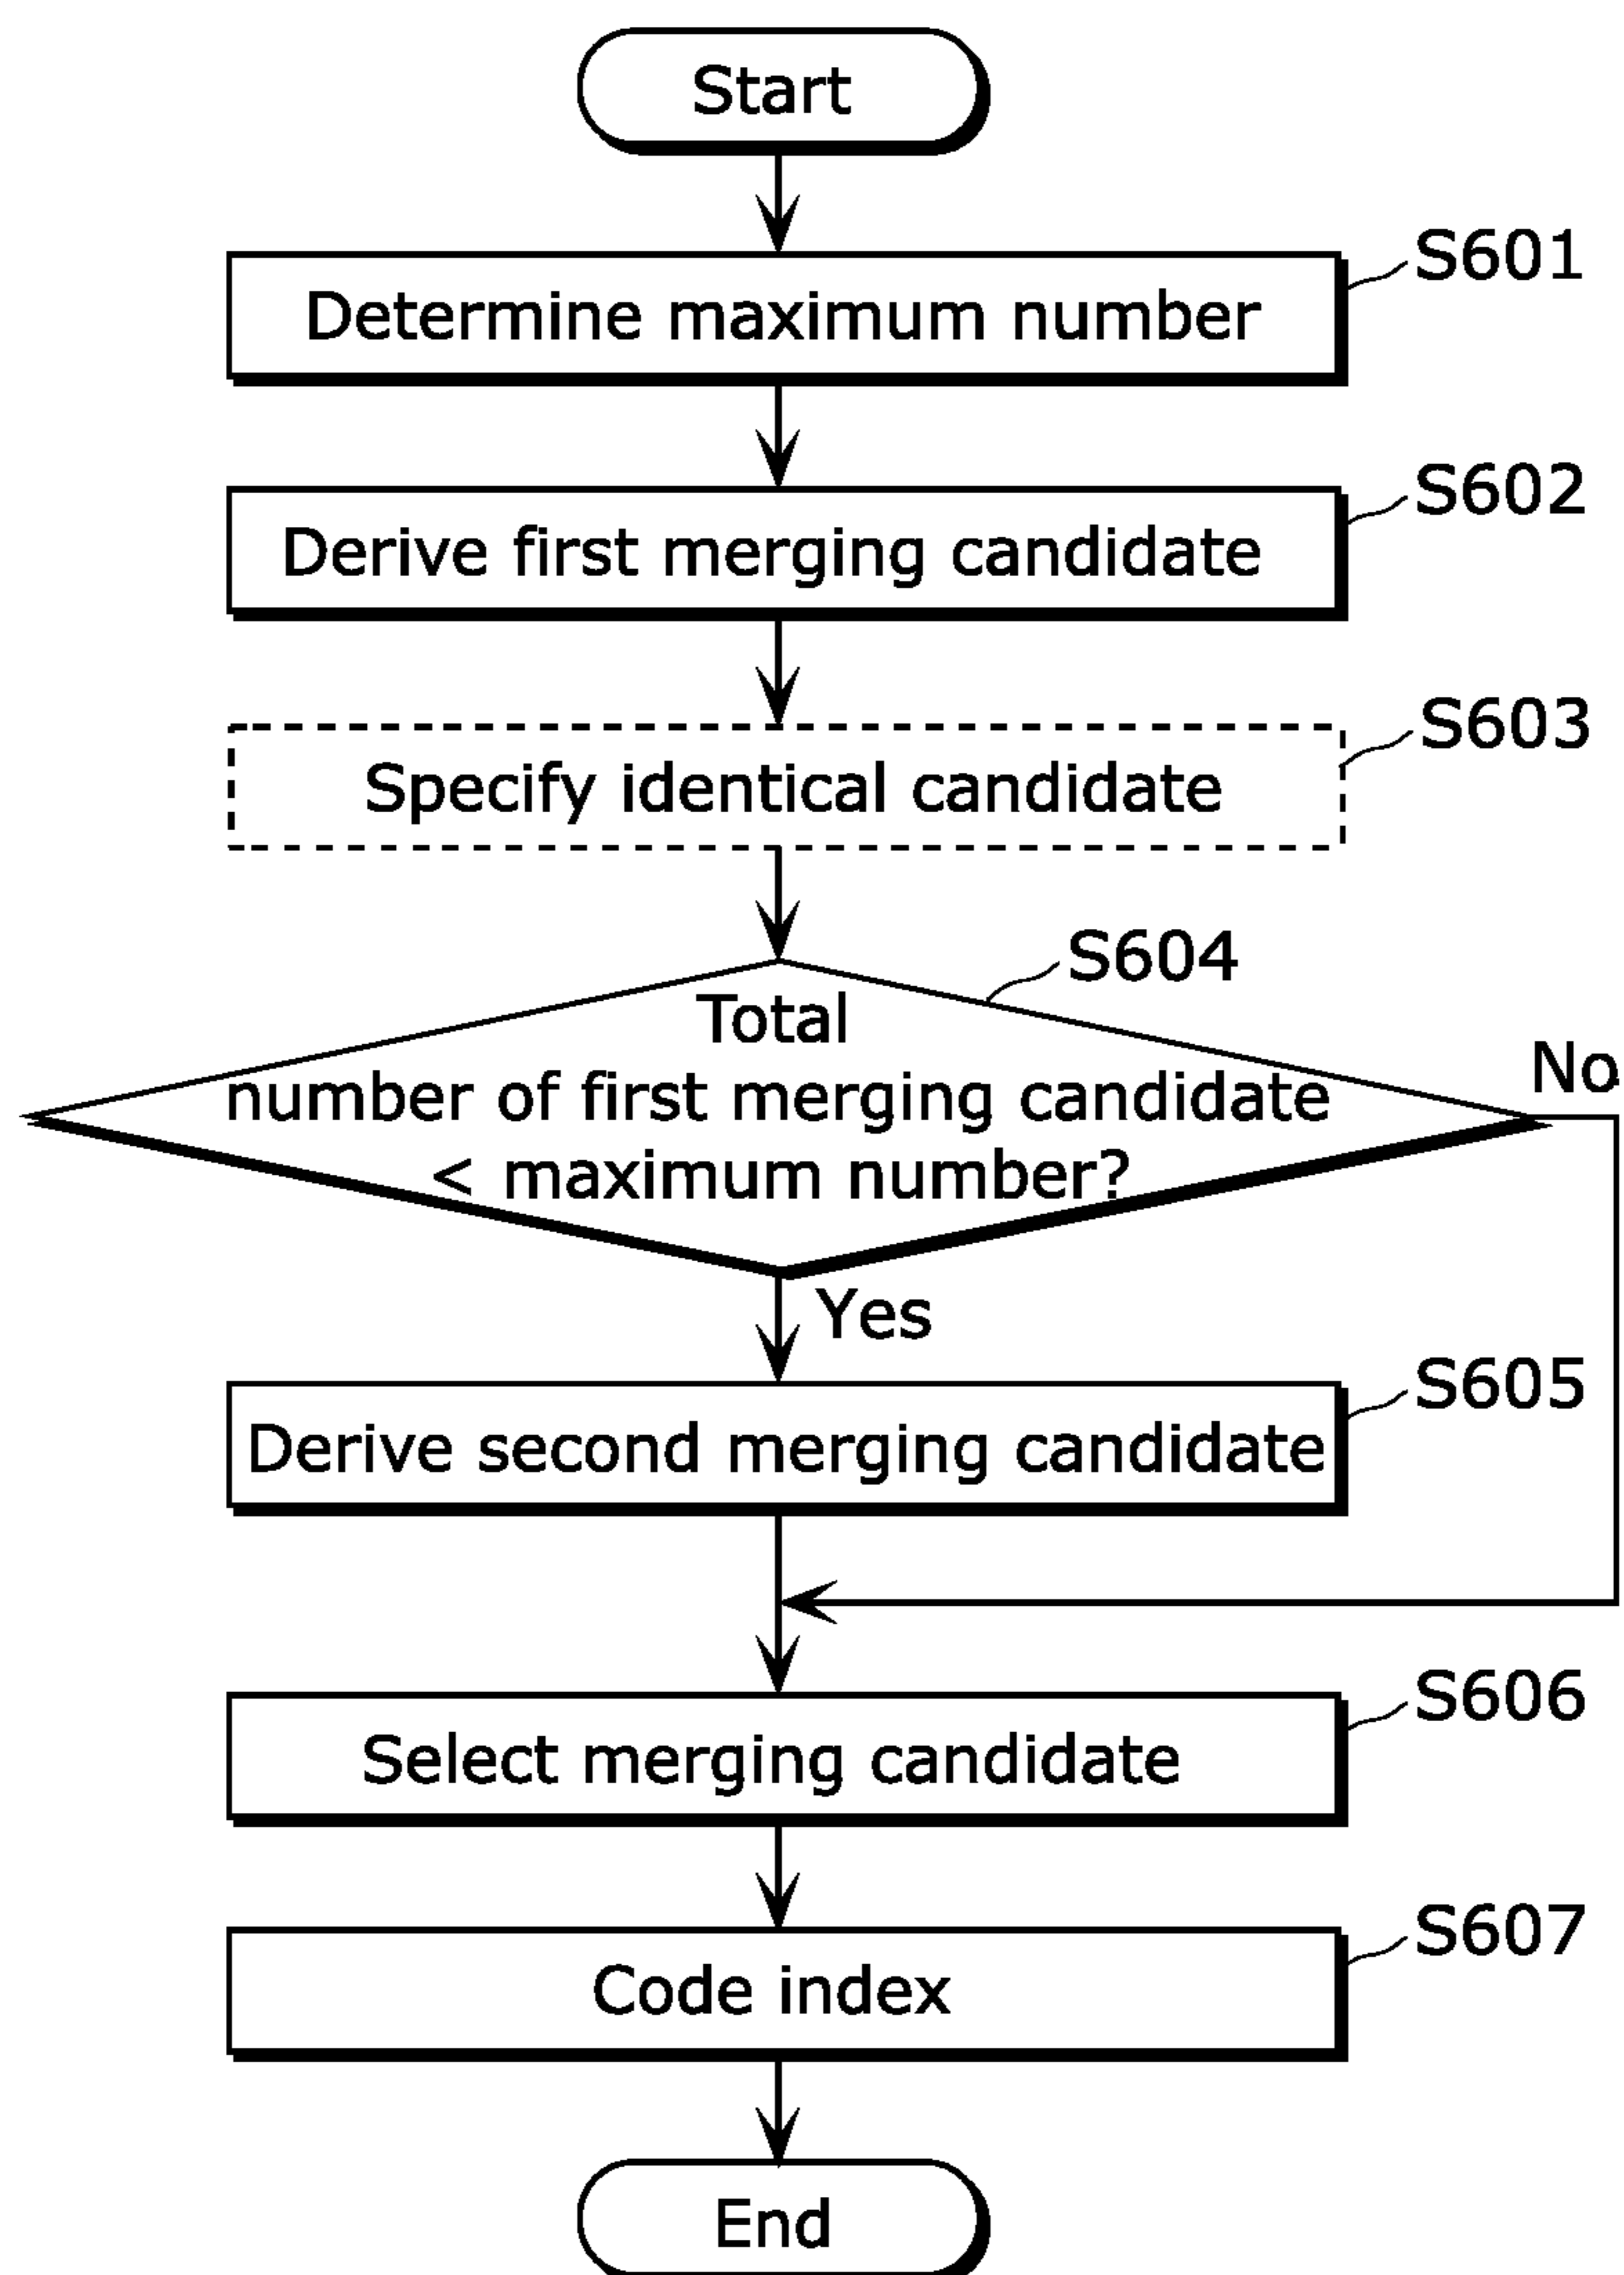 Start
S601
Determine maximum number
S602
Derive first merging candidate
S603
Specify identical candidate
S604
Total
number of first merging candidate
< maximum number?
No
Yes
S605
Derive second merging candidate
S606
Select merging candidate
S607
Code index
End